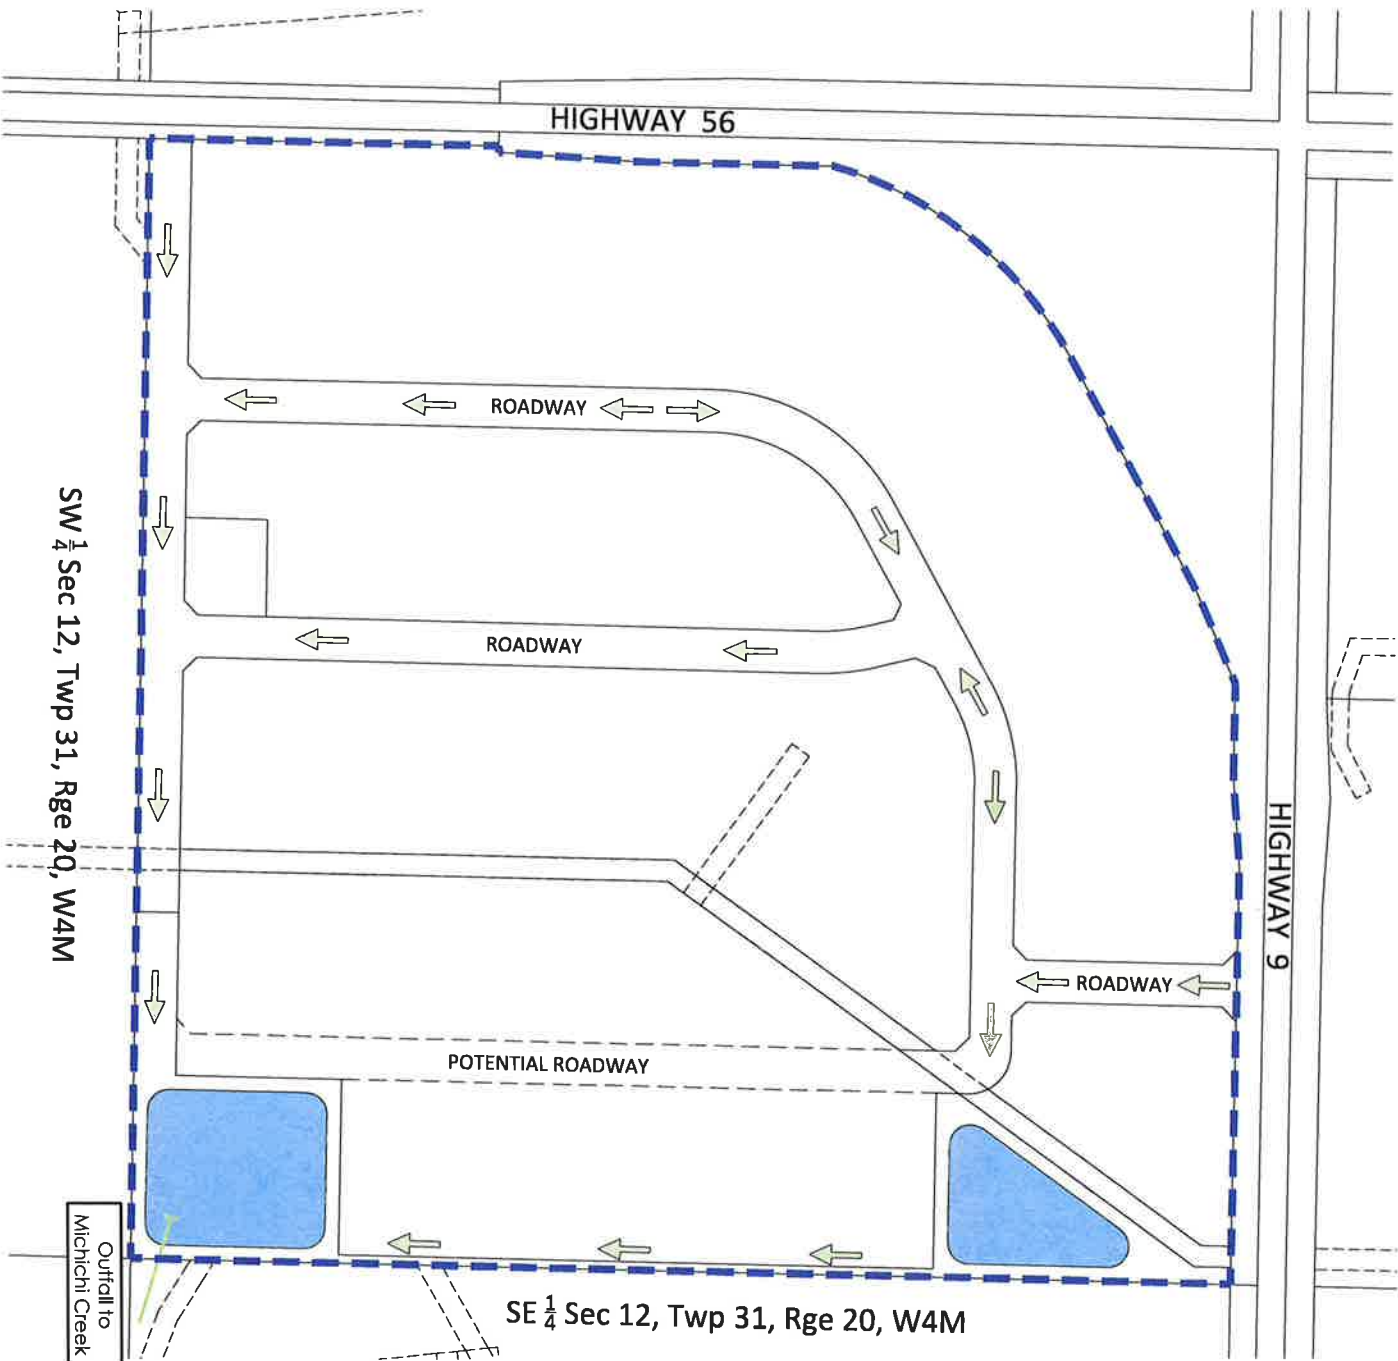 HIGHWAY 56
ROADWAY
ROADWAY
SW 1/4 Sec 12, Twp 31, Rge 20, W4M
HIGHWAY 9
ROADWAY
POTENTIAL ROADWAY
Outfall to
Michichi Creek
SE 1/4 Sec 12, Twp 31, Rge 20, W4M